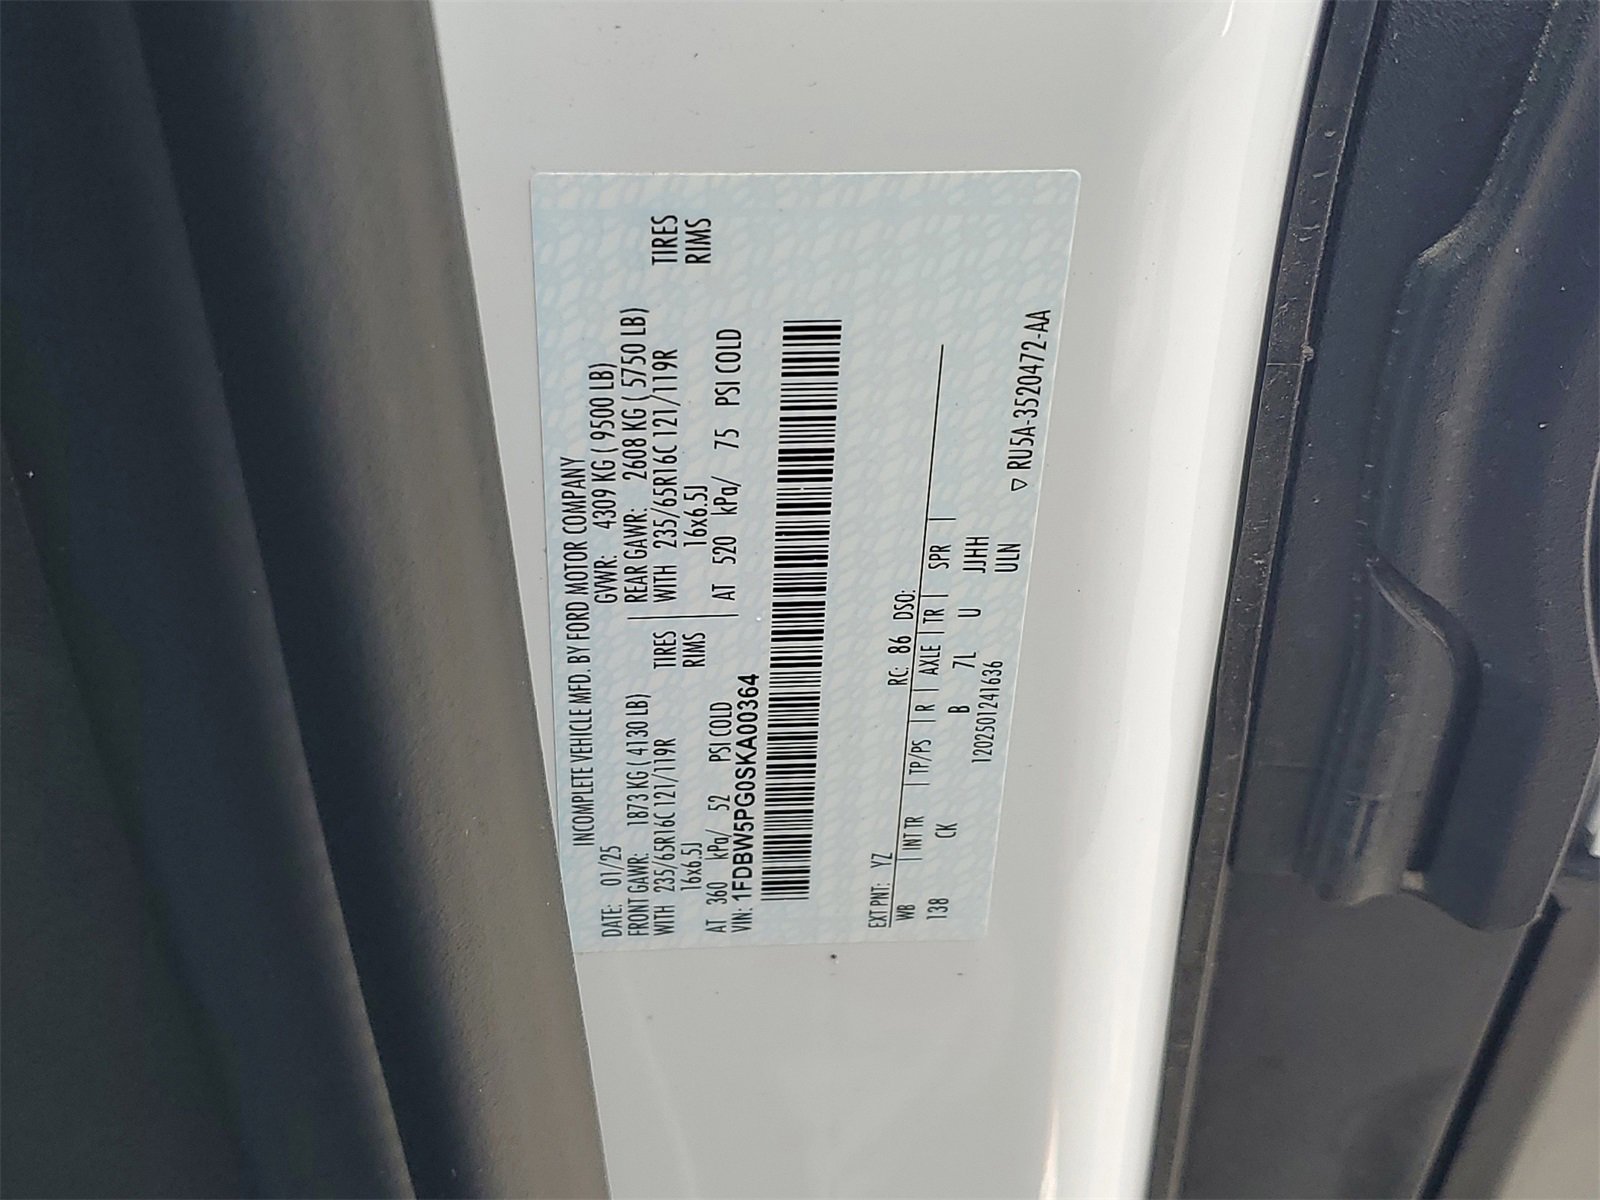 INCOMPLETE VEHICLE MFD. BY FORD MOTOR COMPANY
DATE: 01/25 GVWR: 4309 KG ( 9500 LB)
FRONT GAWR: 1873 KG ( 4130 LB) REAR GAWR: 2608 KG ( 5750 LB)
WITH 235/65R16C 121/119R TIRES WITH 235/65R16C 121/119R TIRES
16x6.5J RIMS 16x6.5J RIMS
AT 360 kPa/ 52 PSI COLD AT 520 kPa/ 75 PSI COLD
VIN: 1FDBW5PG0SKA00364
EXT PNT: YZ RC: 86 DSO:
WB INT TR TP/PS R AXLE TR SPR
138 CK B 7L U JJHH
1202501241636 ULN
▽ RU5A-3520472-AA